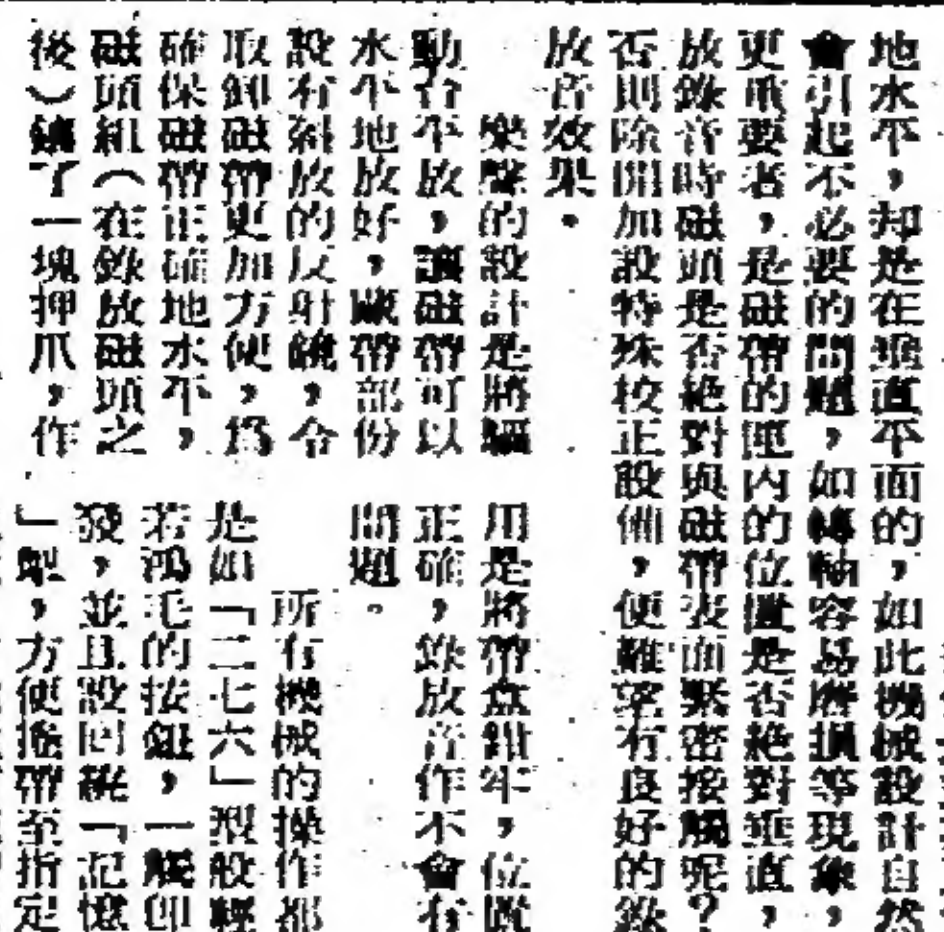 地水平，却是在垂直平面的，如此機械設計自然
會引起不必要的問題，如轉軸容易磨損等現象，
更重要者，是磁帶的匣內的位置是否絕對垂直，
放錄音時磁頭是否絕對與磁帶表面緊密接觸呢？
否則除開加設特殊校正設備，便難望有良好的錄
放音效果。
樂聲的設計是將驅
動台平放，讓磁帶可以
水平地放好，藏帶部份
設有斜放的反射鏡，令
取卸磁帶更加方便，爲
確保磁帶正確地水平，
磁頭組（在錄放磁頭之
後）鑲了一塊押爪，作
用是將帶盒鉗牢，位置
正確，錄放音作不會有
問題。
所有機械的操作都
是如「二七六」型般輕
若鴻毛的按鈕，一觸卽
發，並且設回繞「記憶
」掣，方便捲帶至指定